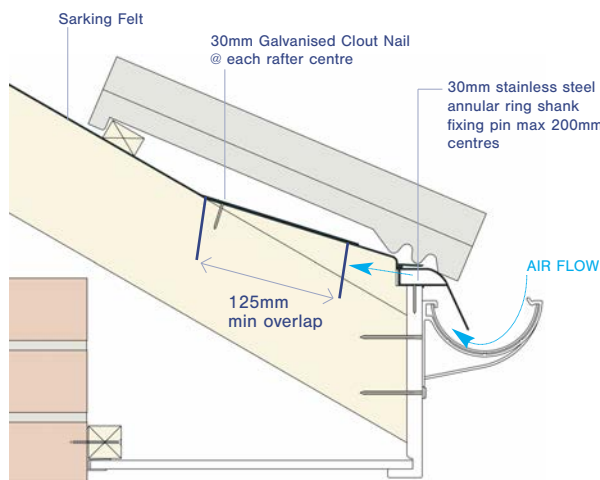 Sarking Felt
30mm Galvanised Clout Nail
@ each rafter centre
30mm stainless steel
annular ring shank
fixing pin max 200mm
centres
AIR FLOW
125mm
min overlap